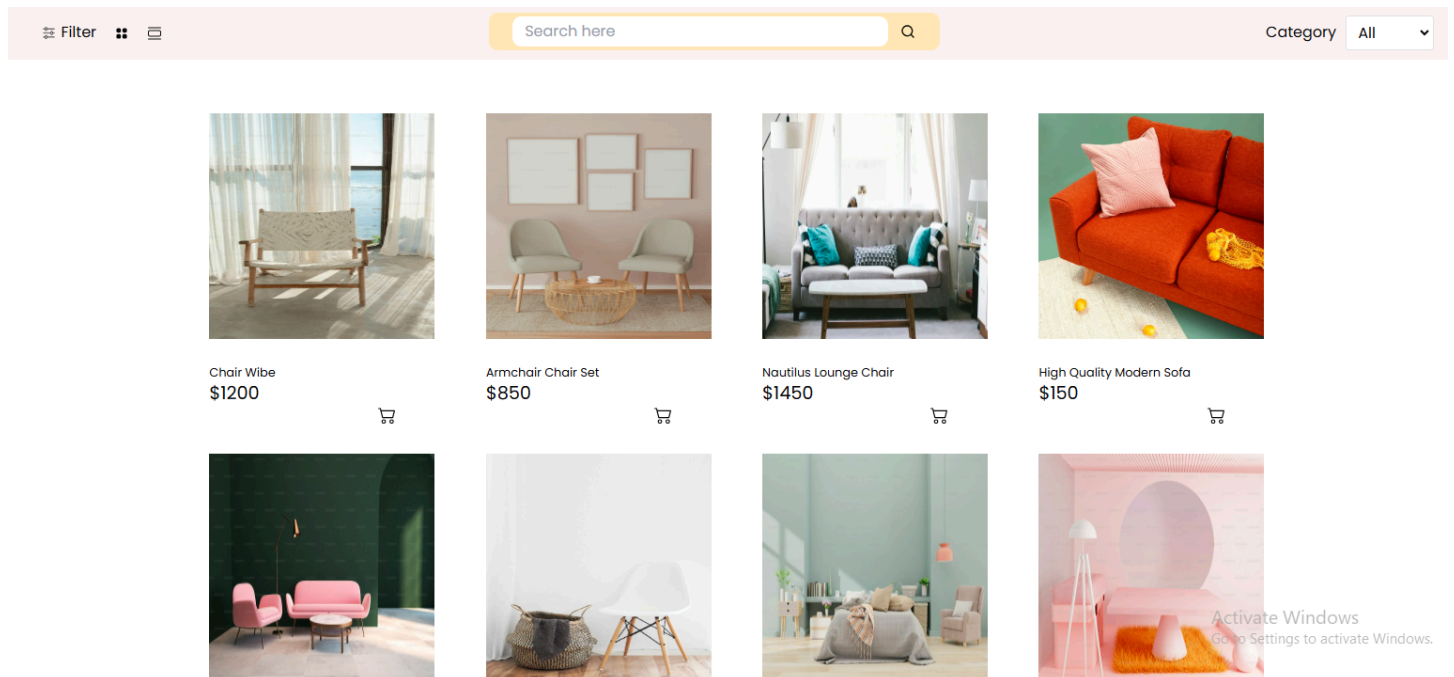 Filter
Search here
Category
All
Chair Wibe
$1200
Armchair Chair Set
$850
Nautilus Lounge Chair
$1450
High Quality Modern Sofa
$150
Activate Windows
Go to Settings to activate Windows.